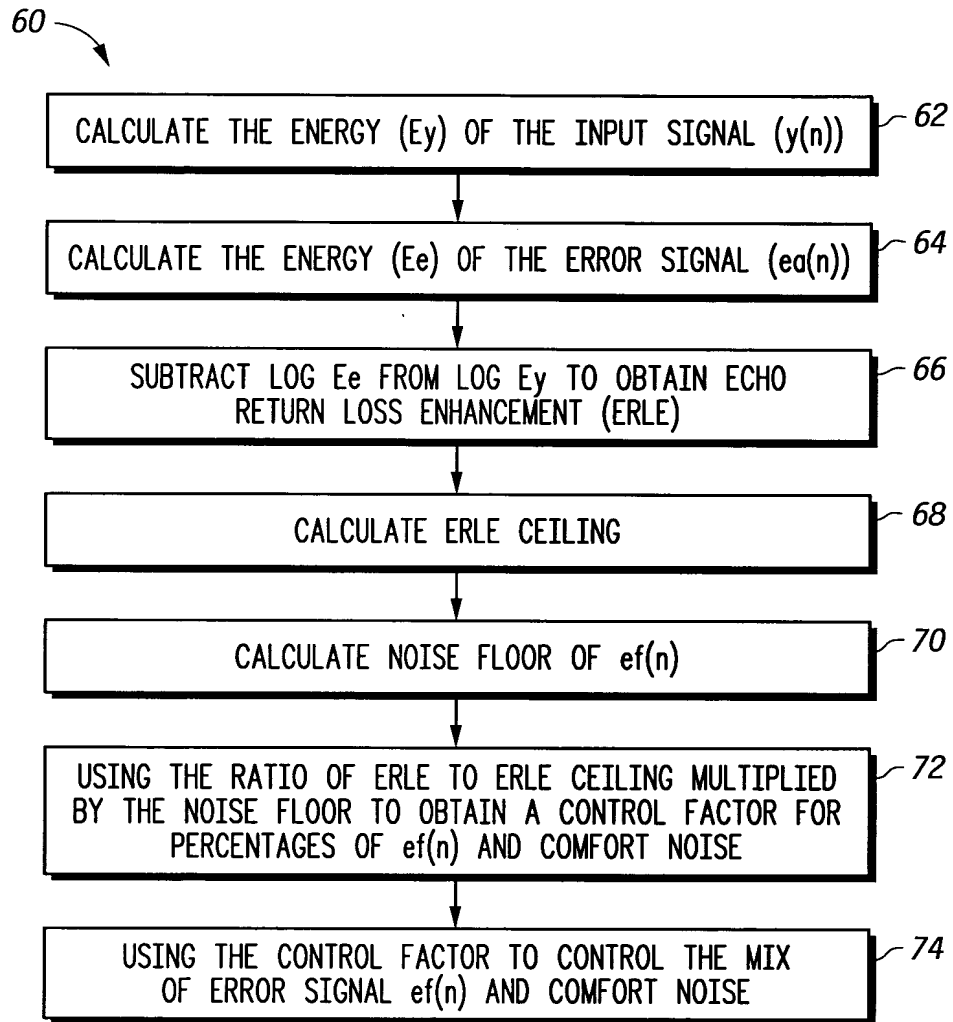 60
CALCULATE THE ENERGY (Ey) OF THE INPUT SIGNAL (y(n))
62
CALCULATE THE ENERGY (Ee) OF THE ERROR SIGNAL (ea(n))
64
SUBTRACT LOG Ee FROM LOG Ey TO OBTAIN ECHO
RETURN LOSS ENHANCEMENT (ERLE)
66
CALCULATE ERLE CEILING
68
CALCULATE NOISE FLOOR OF ef(n)
70
USING THE RATIO OF ERLE TO ERLE CEILING MULTIPLIED
BY THE NOISE FLOOR TO OBTAIN A CONTROL FACTOR FOR
PERCENTAGES OF ef(n) AND COMFORT NOISE
72
USING THE CONTROL FACTOR TO CONTROL THE MIX
OF ERROR SIGNAL ef(n) AND COMFORT NOISE
74